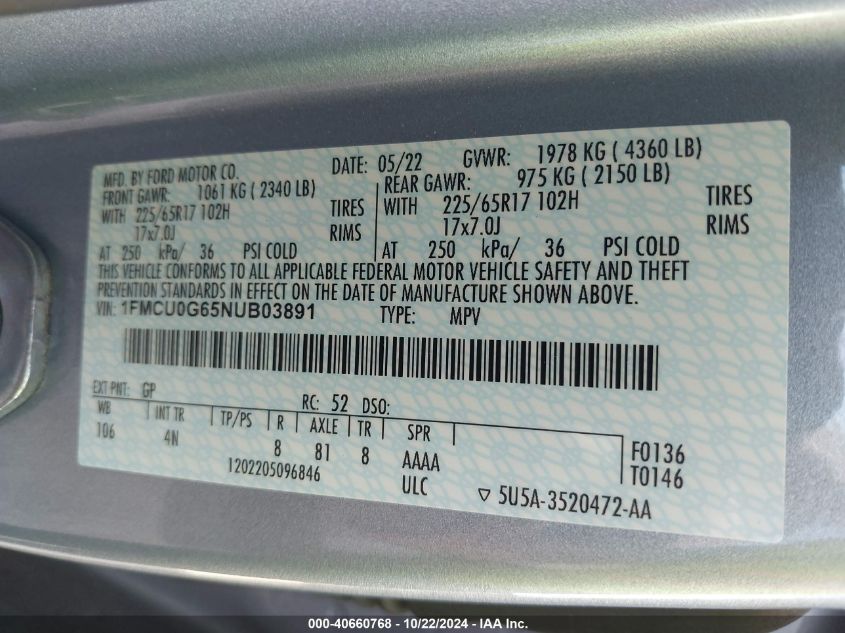 MFD. BY FORD MOTOR CO. DATE: 05/22 GVWR: 1978 KG ( 4360 LB)
FRONT GAWR: 1061 KG ( 2340 LB) REAR GAWR: 975 KG ( 2150 LB)
WITH 225/65R17 102H TIRES WITH 225/65R17 102H TIRES
17x7.0J RIMS 17x7.0J RIMS
AT 250 kPa/ 36 PSI COLD AT 250 kPa/ 36 PSI COLD
THIS VEHICLE CONFORMS TO ALL APPLICABLE FEDERAL MOTOR VEHICLE SAFETY AND THEFT
PREVENTION STANDARDS IN EFFECT ON THE DATE OF MANUFACTURE SHOWN ABOVE.
VIN: 1FMCU0G65NUB03891 TYPE: MPV
EXT PNT: GP RC: 52 DSO:
WB INT TR TP/PS R AXLE TR SPR
106 4N 8 81 8 AAAA F0136
1202205096846 ULC T0146
5U5A-3520472-AA
000-40660768 - 10/22/2024 - IAA Inc.